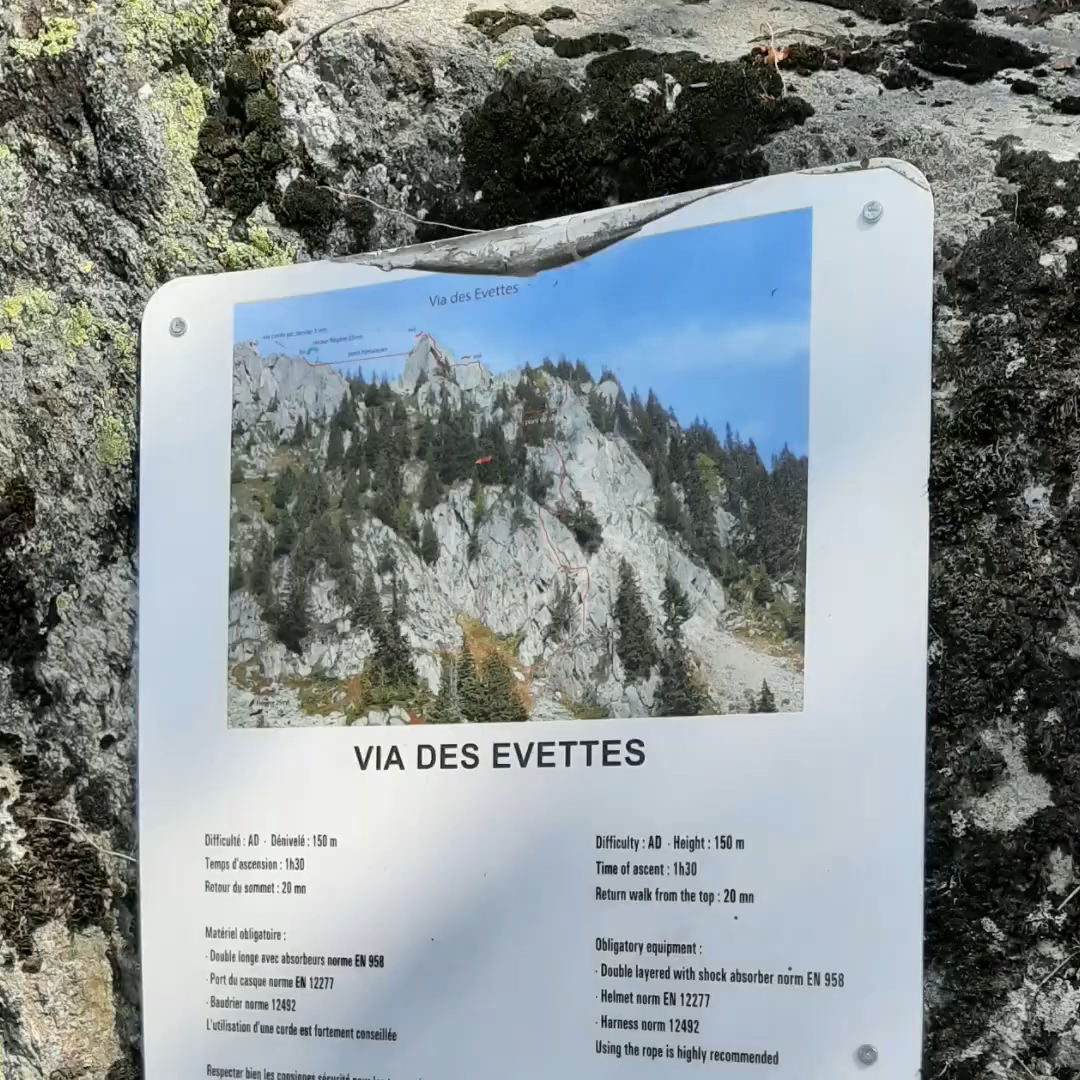 Via des Evettes
VIA DES EVETTES
Difficulté : AD - Dénivalé : 150 m
Temps d'ascension : 1h30
Retour du sommet : 20 mn
Matériel obligatoire :
- Double longe avec absorbeurs norme EN 958
- Port du casque norme EN 12277
- Baudrier norme 12492
L'utilisation d'une corde est fortement conseillée
Respecter bien les consignes sécurité
Difficulty : AD - Height : 150 m
Time of ascent : 1h30
Return walk from the top : 20 mn
Obligatory equipment :
- Double layered with shock absorber norm EN 958
- Helmet norm EN 12277
- Harness norm 12492
Using the rope is highly recommended